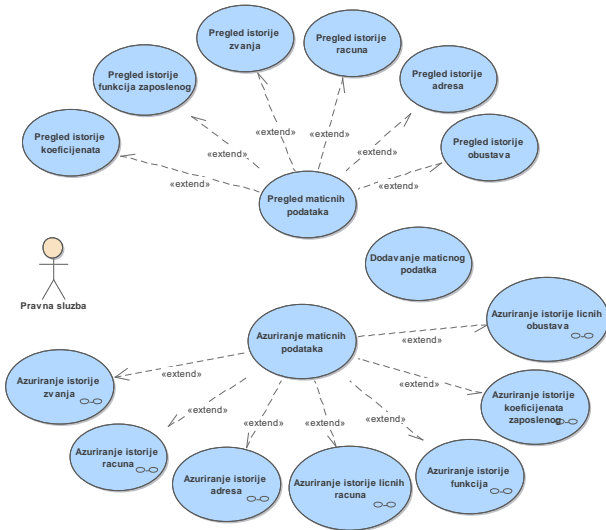 Pregled istorije
zvanja
Pregled istorije
racuna
Pregled istorije
funkcija zaposlenog
Pregled istorije
adresa
Pregled istorije
koeficijenata
Pregled istorije
obustava
«extend»
«extend»
«extend»
«extend»
«extend»
«extend»
Pregled maticnih
podataka
Dodavanje maticnog
podatka
Pravna sluzba
Azuriranje istorije licnih
obustava
Azuriranje maticnih
podataka
«extend»
«extend»
«extend»
«extend»
«extend»
«extend»
«extend»
Azuriranje istorije
zvanja
Azuriranje istorije
koeficijenata
zaposlenog
Azuriranje istorije
racuna
Azuriranje istorije
adresa
Azuriranje istorije licnih
racuna
Azuriranje istorije
funkcija